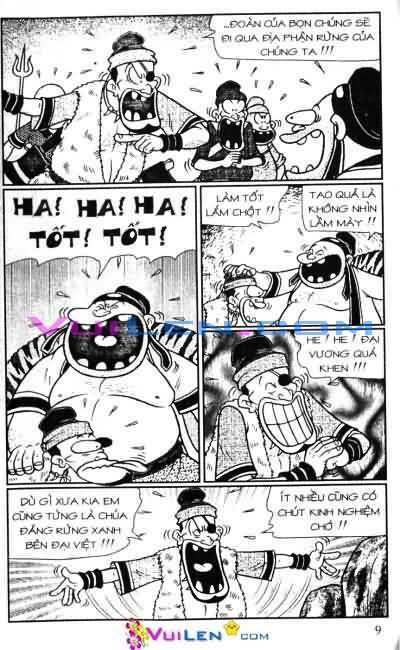 ...ĐOÀN CỦA BỌN CHÚNG SẼ
ĐI QUA ĐỊA PHẬN RỪNG CỦA
CHÚNG TA !!!
HA! HA! HA!
TỐT! TỐT!
LÀM TỐT
LẮM CHỘT !!
TAO QUẢ LÀ
KHÔNG NHÌN
LẦM MÀY !!
VUILEN.COM
HE ! HE ! ĐẠI
VƯƠNG QUÁ
KHEN !!!
DÙ GÌ XƯA KIA EM
CŨNG TỪNG LÀ CHÚA
ĐẢNG RỪNG XANH
BÊN ĐẠI VIỆT !!!
ÍT NHIỀU CŨNG CÓ
CHÚT KINH NGHIỆM
CHỚ !!
9
VUILEN.COM